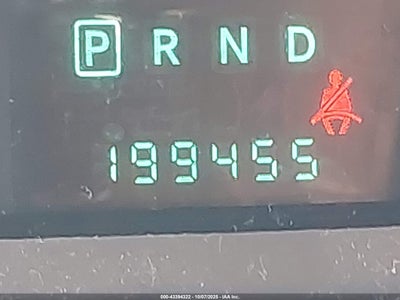 P R N D
199455
000-43394322 - 10/07/2025 - IAA Inc.